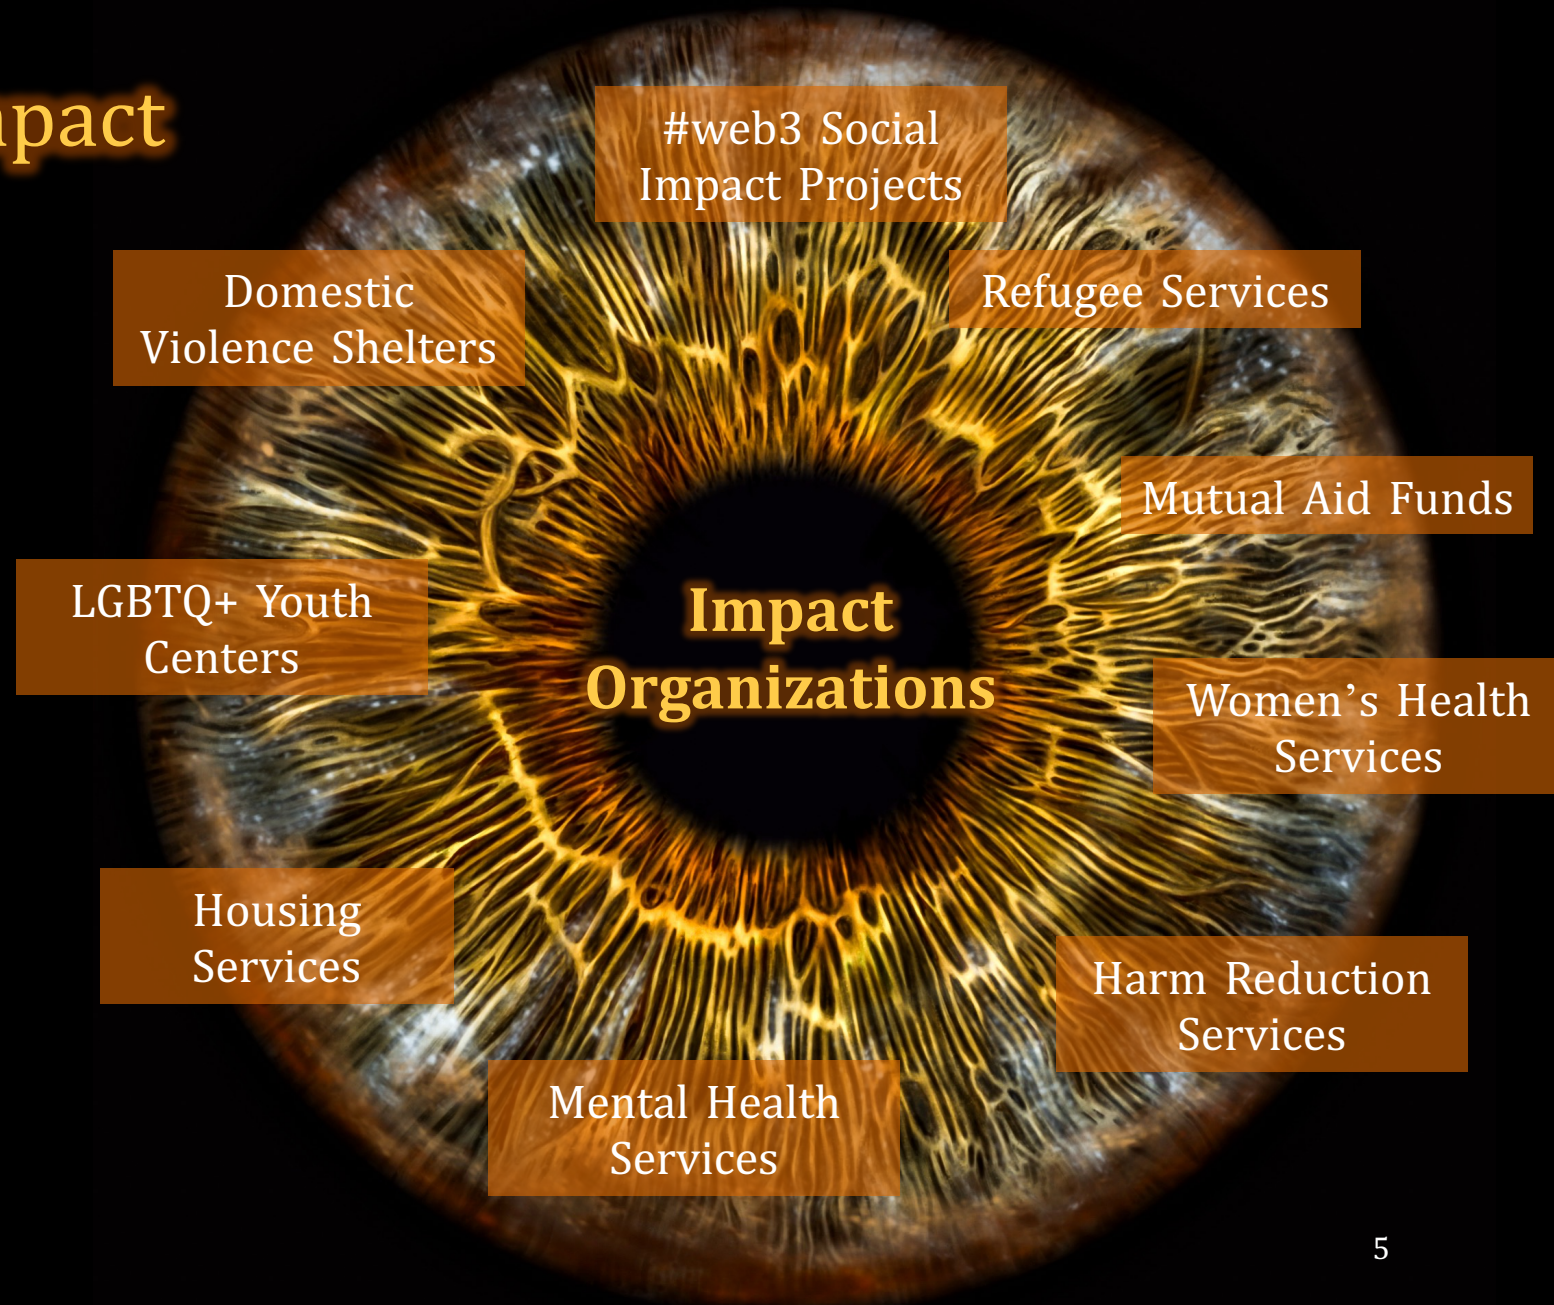 #web3 Social
Impact Projects
Domestic
Violence Shelters
Refugee Services
Mutual Aid Funds
LGBTQ+ Youth
Centers
Impact
Organizations
Women’s Health
Services
Housing
Services
Harm Reduction
Services
Mental Health
Services
5